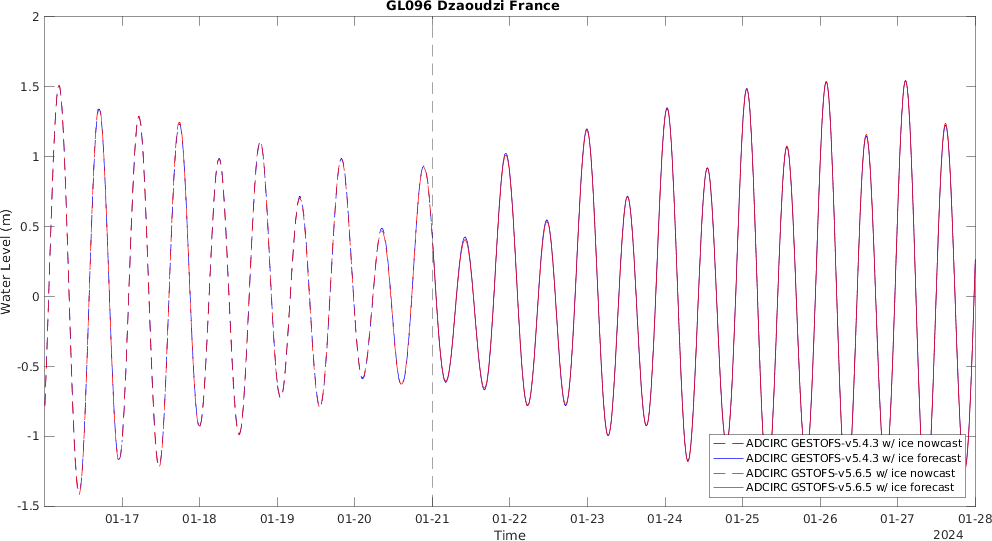 GL096 Dzaoudzi France
2
1.5
1
0.5
0
-0.5
-1
-1.5
Water Level (m)
ADCIRC GESTOFS-v5.4.3 w/ ice nowcast
ADCIRC GESTOFS-v5.4.3 w/ ice forecast
ADCIRC GSTOFS-v5.6.5 w/ ice nowcast
ADCIRC GSTOFS-v5.6.5 w/ ice forecast
01-17 01-18 01-19 01-20 01-21 01-22 01-23 01-24 01-25 01-26 01-27 01-28
Time
2024